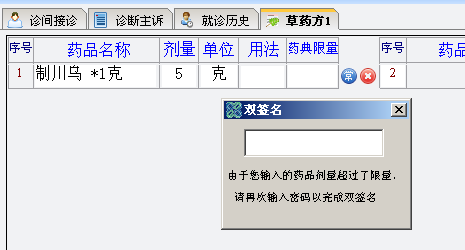 诊间接诊 诊断主诉 就诊历史 草药方1
序号 药品名称 剂量 单位 用法 药典限量 序号 药品
1 制川乌 *1克 5 克 常 2
双签名
由于您输入的药品剂量超过了限量，
请再次输入密码以完成双签名